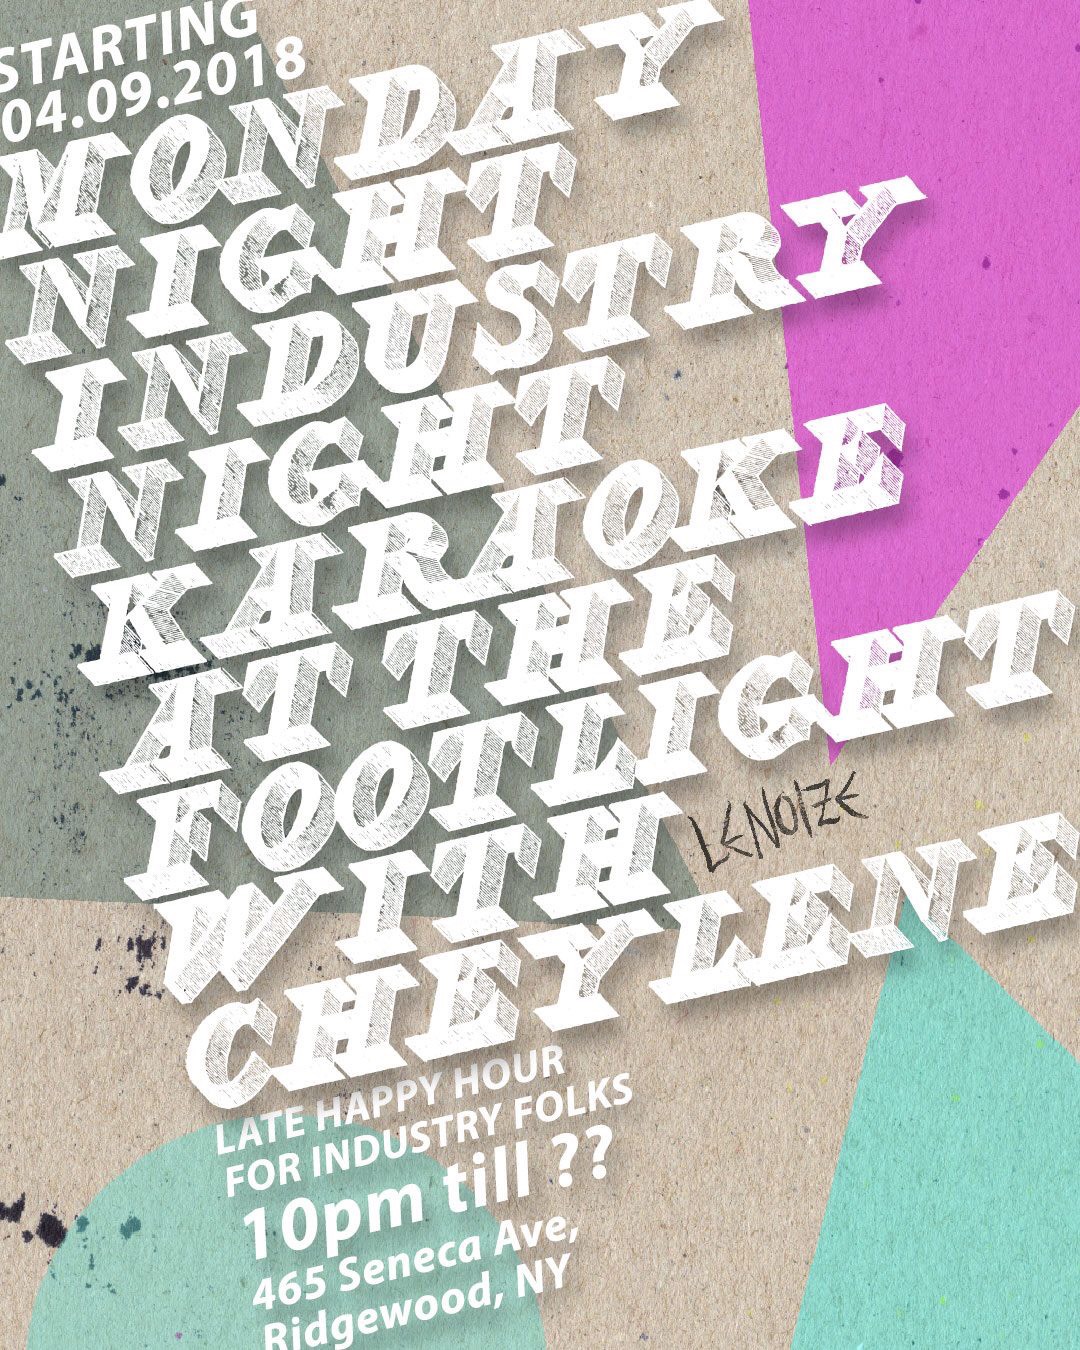 STARTING
04.09.2018
MONDAY
NIGHT
INDUSTRY
NIGHT
KARAOKE
AT THE
FOOTLIGHT
WITH
LENOIZE
CHEYLENE
LATE HAPPY HOUR
FOR INDUSTRY FOLKS
10pm till ??
465 Seneca Ave,
Ridgewood, NY